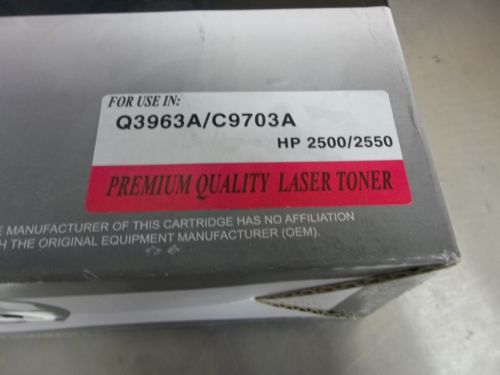 FOR USE IN:
Q3963A/C9703A
HP 2500/2550
PREMIUM QUALITY LASER TONER
MANUFACTURER OF THIS CARTRIDGE HAS NO AFFILIATION
THE ORIGINAL EQUIPMENT MANUFACTURER (OEM).